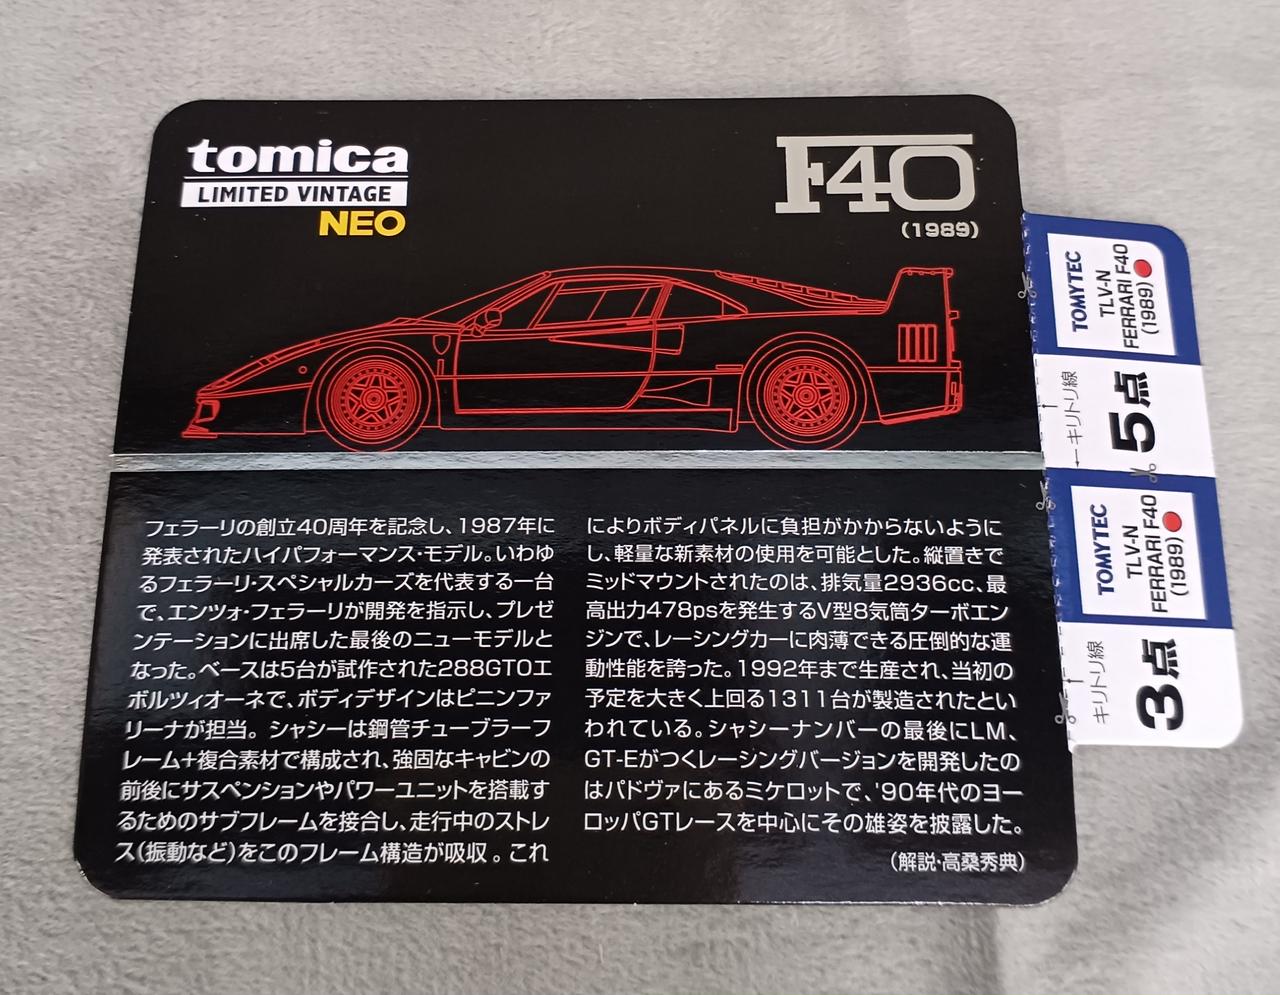 tomica
LIMITED VINTAGE
NEO
F40
(1989)
フェラーリの創立40周年を記念し、1987年に
発表されたハイパフォーマンス・モデル。いわゆ
るフェラーリ・スペシャルカーズを代表する一台
で、エンツォ・フェラーリが開発を指示し、プレゼ
ンテーションに出席した最後のニューモデルと
なった。ベースは5台が試作された288GTOエ
ボルツィオーネで、ボディデザインはピニンファ
リーナが担当。シャシーは鋼管チューブラーフ
レーム+複合素材で構成され、強固なキャビンの
前後にサスペンションやパワーユニットを搭載す
るためのサブフレームを接合し、走行中のストレ
ス(振動など)をこのフレーム構造が吸収。これ
によりボディパネルに負担がかからないように
し、軽量な新素材の使用を可能とした。縦置きで
ミッドマウントされたのは、排気量2936cc、最
高出力478psを発生するV型8気筒ターボエン
ジンで、レーシングカーに肉薄できる圧倒的な運
動性能を誇った。1992年まで生産され、当初の
予定を大きく上回る1311台が製造されたとい
われている。シャシーナンバーの最後にLM、
GT-Eがつくレーシングバージョンを開発したの
はパドヴァにあるミケロットで、'90年代のヨー
ロッパGTレースを中心にその雄姿を披露した。
(解説・高桑秀典)
TOMYTEC
TLV-N
FERRARI F40
(1989)
←キリトリ線→
5点
TOMYTEC
TLV-N
FERRARI F40
(1989)
キリトリ線→
3点